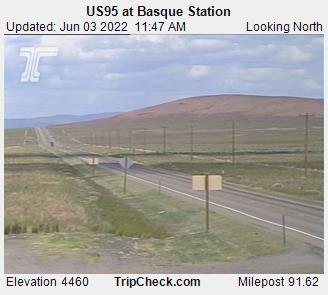 US95 at Basque Station
Updated: Jun 03 2022 11:47 AM Looking North
Elevation 4460 TripCheck.com Milepost 91.62